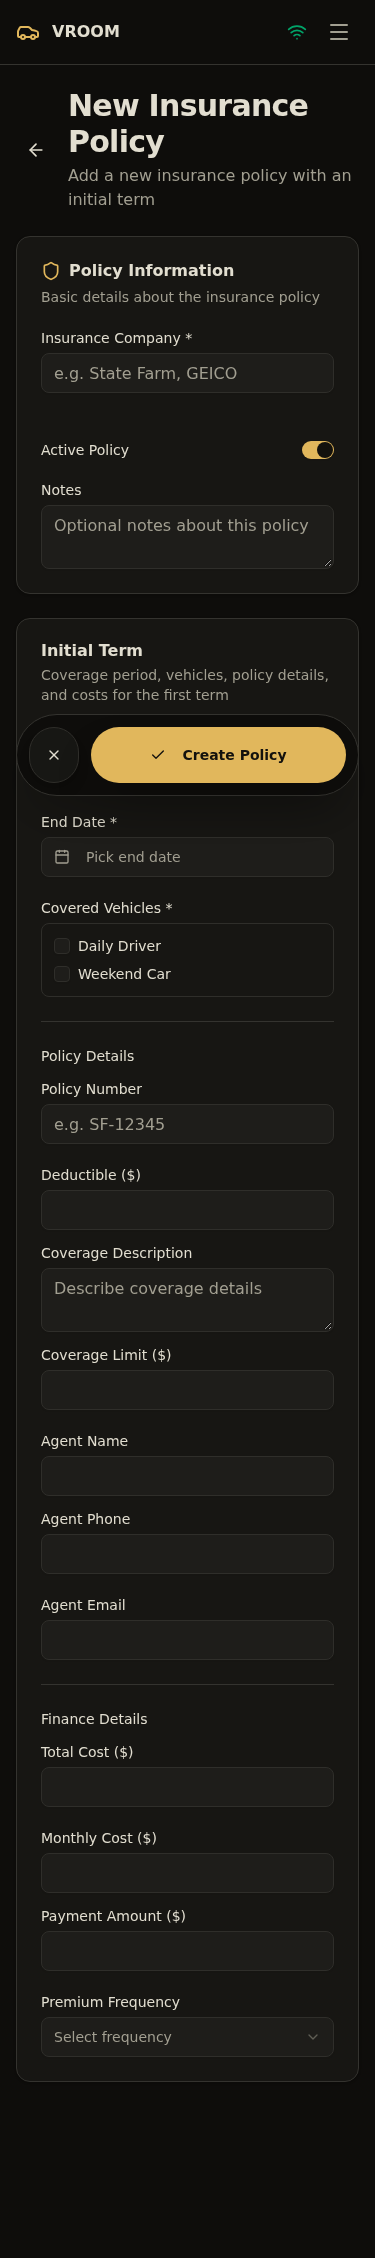 VROOM
New Insurance
Policy
Add a new insurance policy with an
initial term
Policy Information
Basic details about the insurance policy
Insurance Company *
e.g. State Farm, GEICO
Active Policy
Notes
Optional notes about this policy
Initial Term
Coverage period, vehicles, policy details,
and costs for the first term
Create Policy
End Date *
Pick end date
Covered Vehicles *
Daily Driver
Weekend Car
Policy Details
Policy Number
e.g. SF-12345
Deductible ($)
Coverage Description
Describe coverage details
Coverage Limit ($)
Agent Name
Agent Phone
Agent Email
Finance Details
Total Cost ($)
Monthly Cost ($)
Payment Amount ($)
Premium Frequency
Select frequency